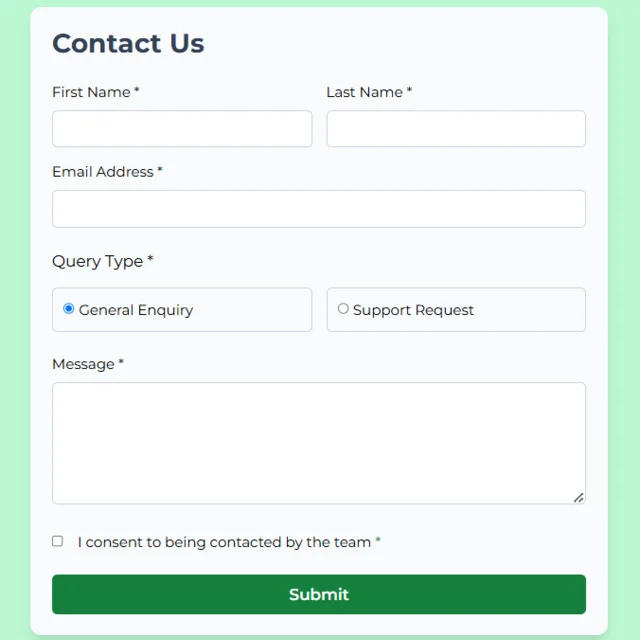 Contact Us
First Name *
Last Name *
Email Address *
Query Type *
General Enquiry
Support Request
Message *
I consent to being contacted by the team *
Submit